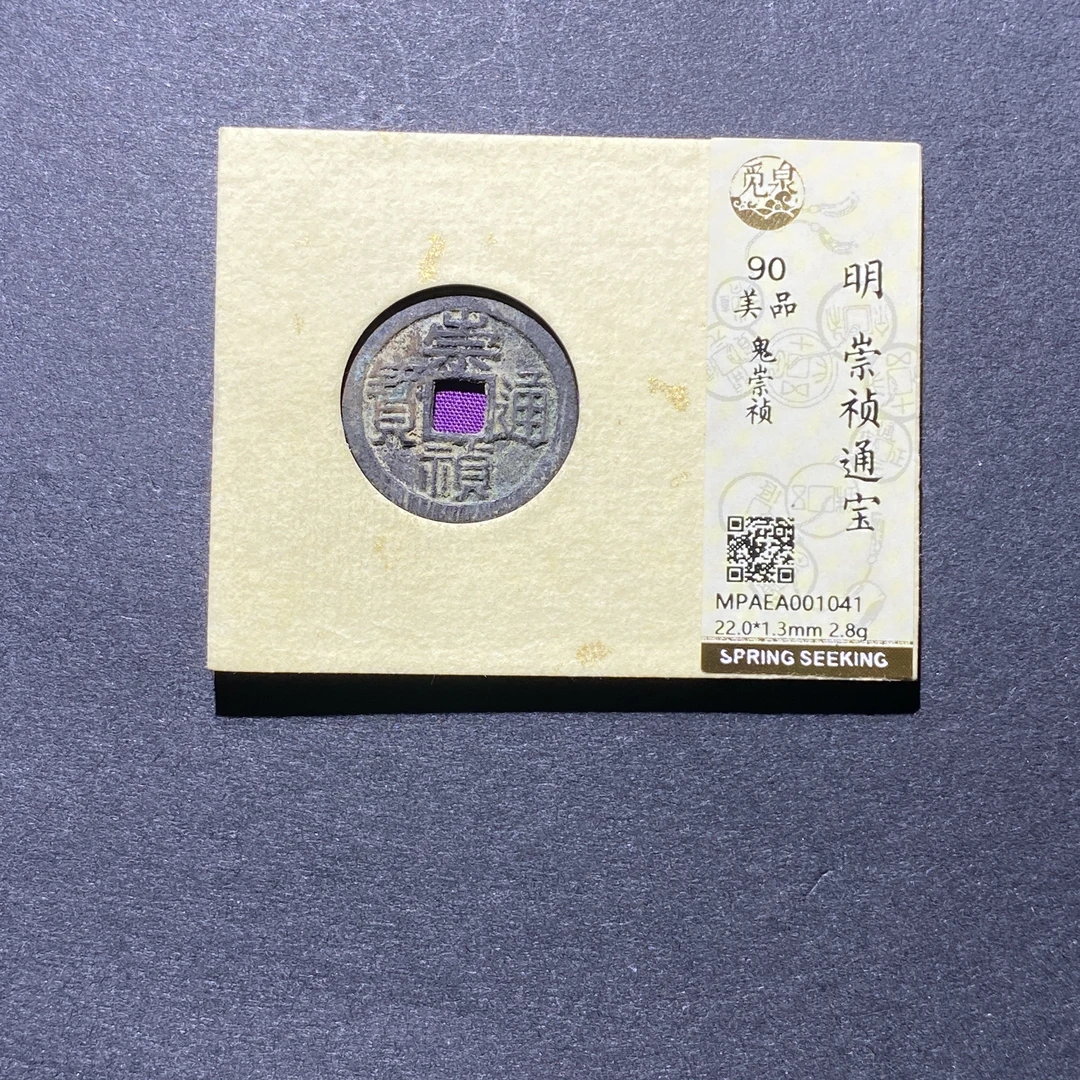 崇禎通寶
觅泉
明 崇祯通宝
90
美品
鬼崇祯
MPAEA001041
22.0*1.3mm 2.8g
SPRING SEEKING